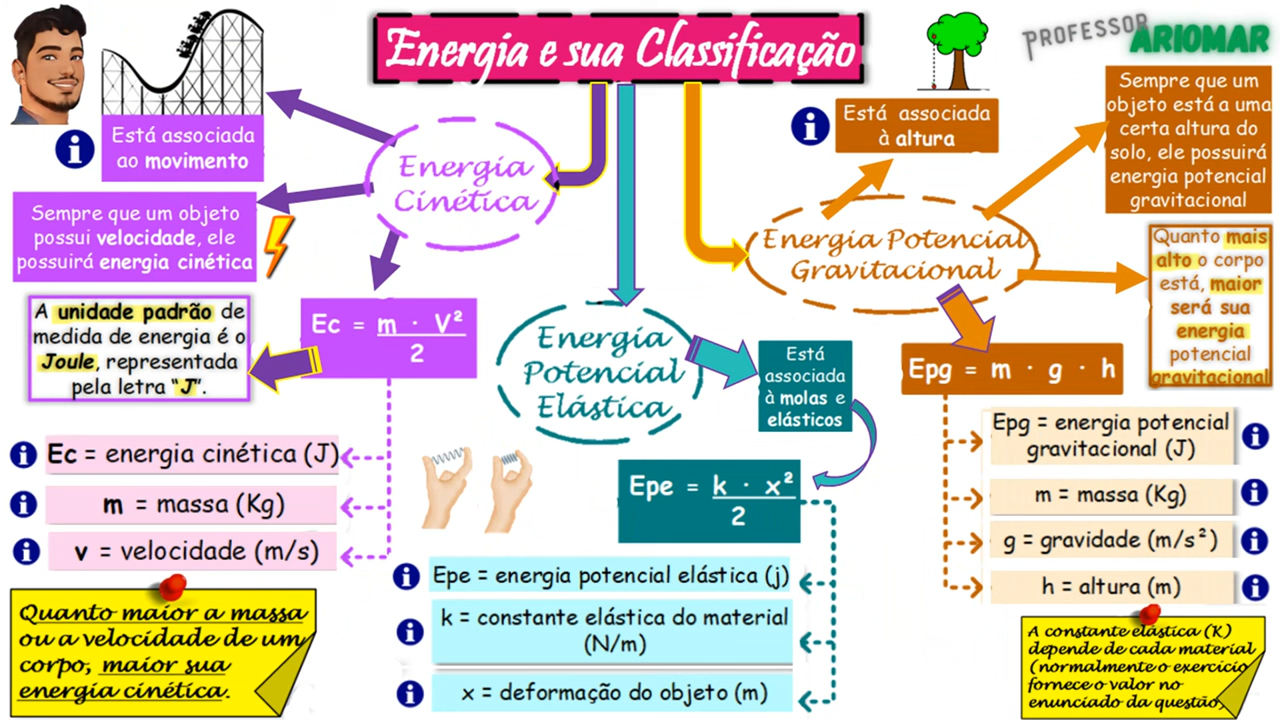 Energia e sua Classificação
PROFESSOR
ARIOMAR
Está associada
ao movimento
Energia
Cinética
Sempre que um objeto
possui velocidade, ele
possuirá energia cinética
A unidade padrão de
medida de energia é o
Joule, representada
pela letra “J”.
Ec = m · V²
2
Ec = energia cinética (J)
m = massa (Kg)
v = velocidade (m/s)
Quanto maior a massa
ou a velocidade de um
corpo, maior sua
energia cinética.
Energia
Potencial
Elástica
Está
associada
à molas e
elásticos
Epe = k · x²
2
Epe = energia potencial elástica (j)
k = constante elástica do material
(N/m)
x = deformação do objeto (m)
Está associada
à altura
Sempre que um
objeto está a uma
certa altura do
solo, ele possuirá
energia potencial
gravitacional
Energia Potencial
Gravitacional
Quanto mais
alto o corpo
está, maior
será sua
energia
potencial
gravitacional
Epg = m · g · h
Epg = energia potencial
gravitacional (J)
m = massa (Kg)
g = gravidade (m/s²)
h = altura (m)
A constante elástica (K)
depende de cada material
(normalmente o exercício
fornece o valor no
enunciado da questão)